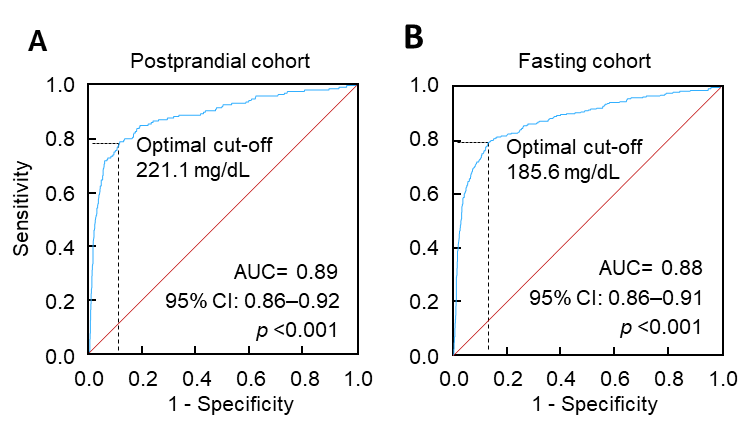 A
Postprandial cohort
1.0
0.8
0.6
0.4
0.2
0.0
Sensitivity
Optimal cut-off
221.1 mg/dL
AUC= 0.89
95% CI: 0.86–0.92
p <0.001
0.0 0.2 0.4 0.6 0.8 1.0
1 - Specificity
B
Fasting cohort
1.0
0.8
0.6
0.4
0.2
0.0
Optimal cut-off
185.6 mg/dL
AUC= 0.88
95% CI: 0.86–0.91
p <0.001
0.0 0.2 0.4 0.6 0.8 1.0
1 - Specificity